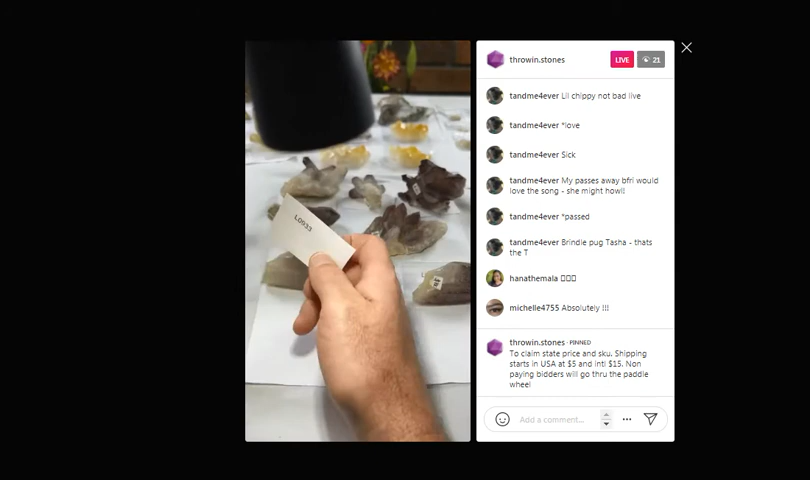 throwin.stones
LIVE
21
tandme4ever Lil chippy not bad live
tandme4ever *love
tandme4ever Sick
tandme4ever My passes away bfri would
love the song - she might howl!
tandme4ever *passed
tandme4ever Brindle pug Tasha - thats
the T
hanathemala
michelle4755 Absolutely !!!
throwin.stones · PINNED
To claim state price and sku. Shipping
starts in USA at $5 and intl $15. Non
paying bidders will go thru the paddle
wheel
Add a comment...
L0933